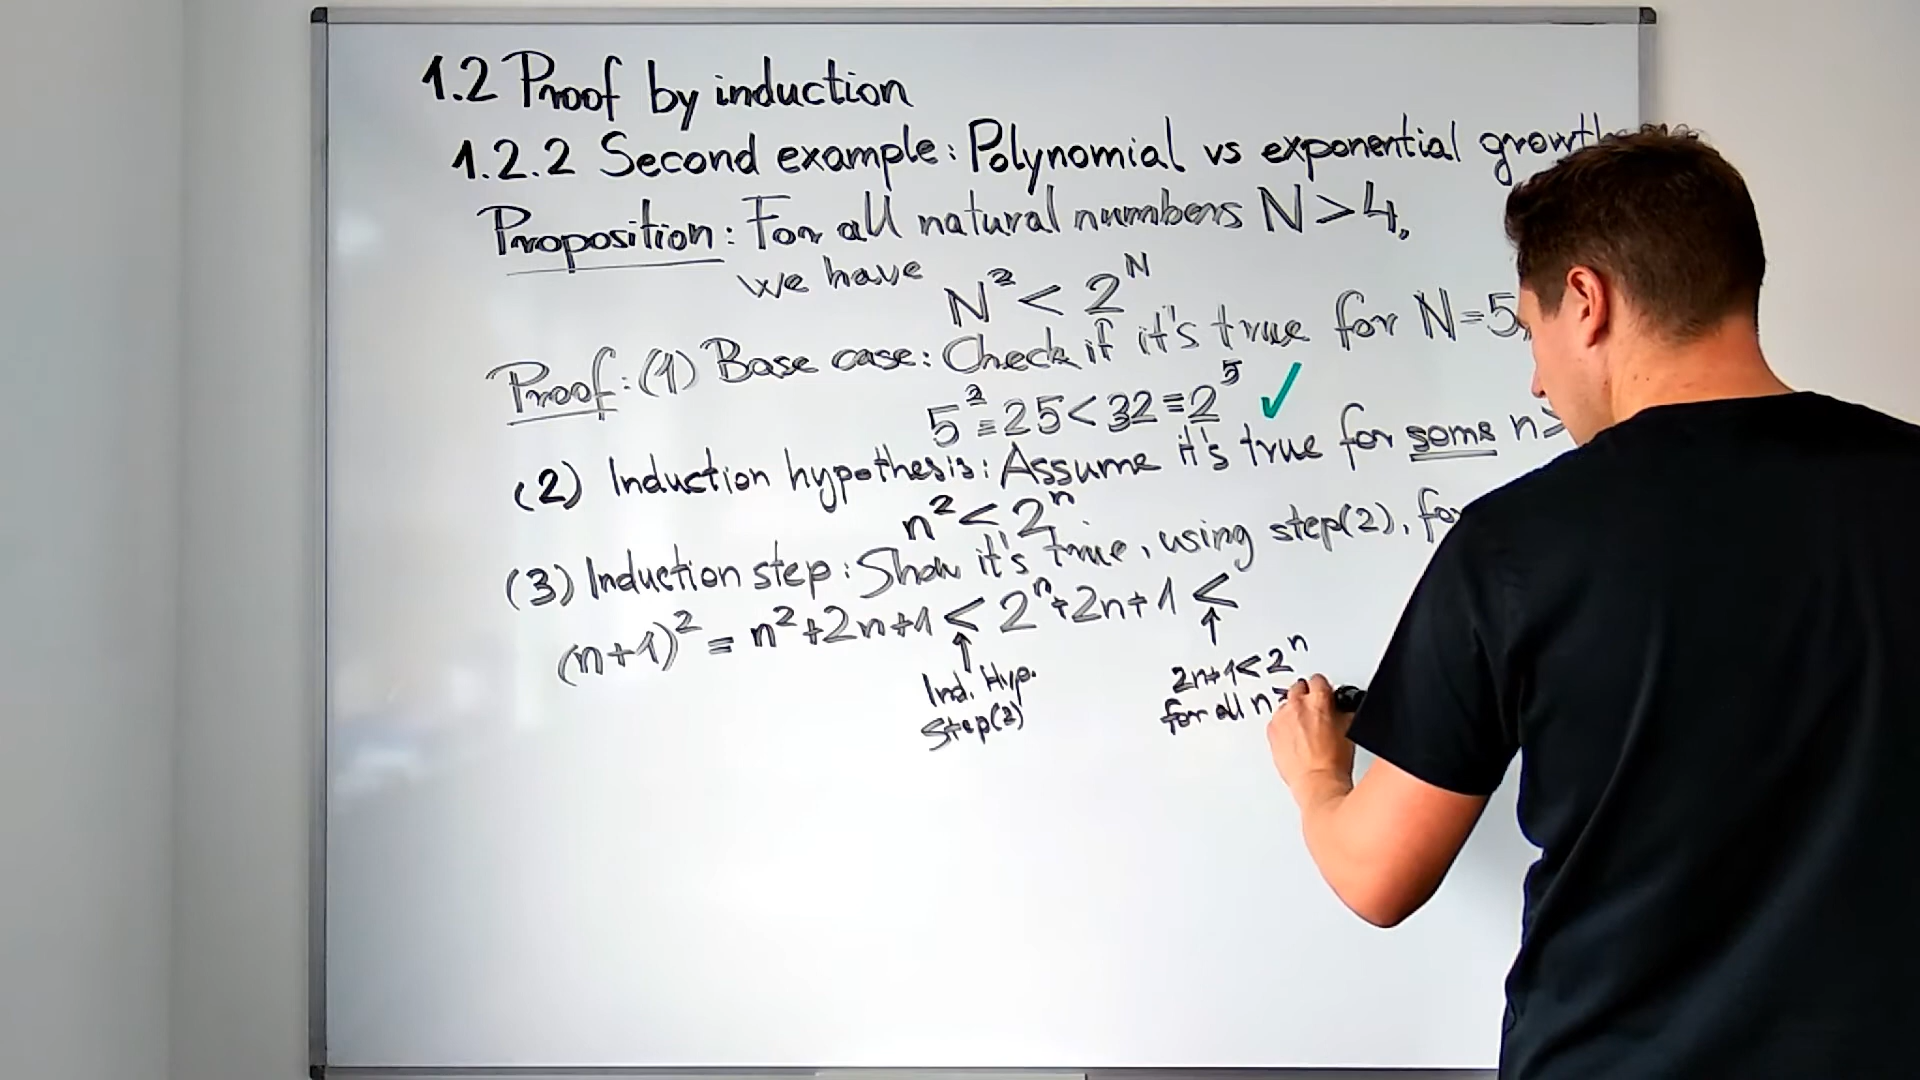 1.2 Proof by induction
1.2.2 Second example: Polynomial vs exponential growth
Proposition: For all natural numbers N>4,
we have
N² < 2^N
Proof: (1) Base case: Check if it's true for N=5
5²=25<32=2⁵ ✓
(2) Induction hypothesis: Assume it's true for some n>
n² < 2ⁿ
(3) Induction step: Show it's true, using step(2),
(n+1)² = n²+2n+1 < 2ⁿ+2n+1 <
↑ ↑
Ind. Hyp. 2n+1<2ⁿ
Step(2) for all n